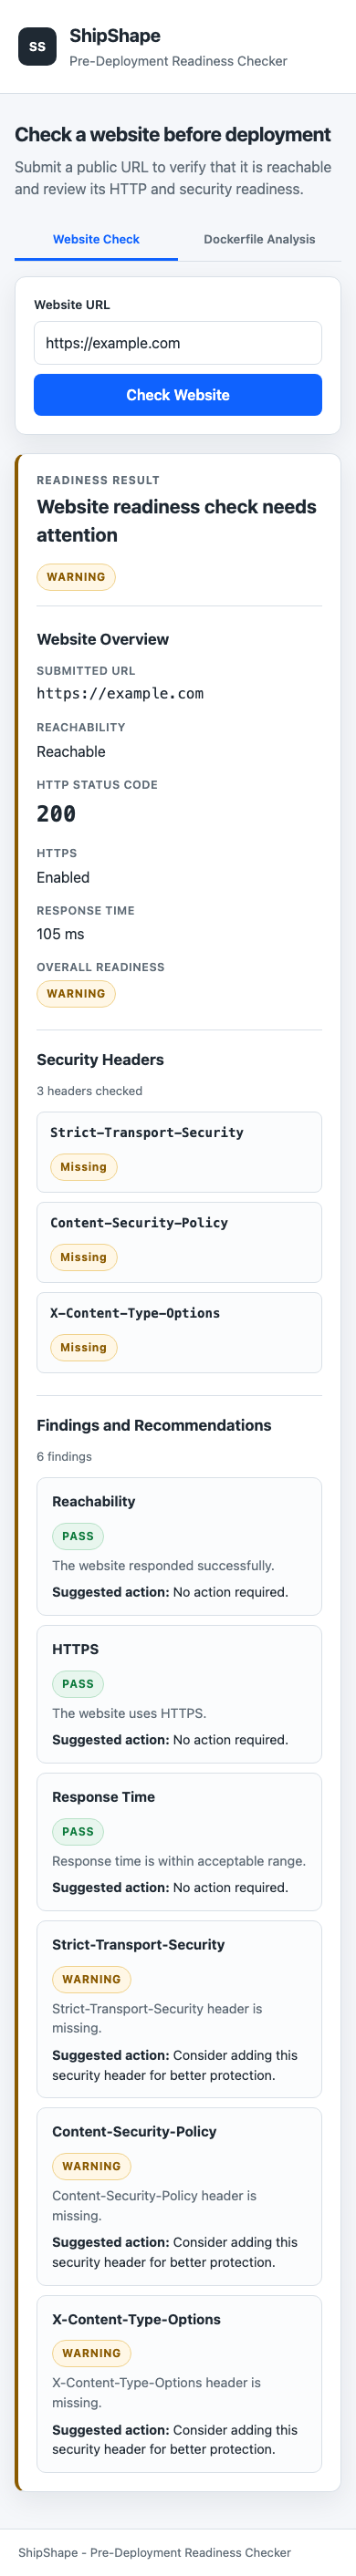 SS
ShipShape
Pre-Deployment Readiness Checker
Check a website before deployment
Submit a public URL to verify that it is reachable
and review its HTTP and security readiness.
Website Check
Dockerfile Analysis
Website URL
https://example.com
Check Website
READINESS RESULT
Website readiness check needs
attention
WARNING
Website Overview
SUBMITTED URL
https://example.com
REACHABILITY
Reachable
HTTP STATUS CODE
200
HTTPS
Enabled
RESPONSE TIME
105 ms
OVERALL READINESS
WARNING
Security Headers
3 headers checked
Strict-Transport-Security
Missing
Content-Security-Policy
Missing
X-Content-Type-Options
Missing
Findings and Recommendations
6 findings
Reachability
PASS
The website responded successfully.
Suggested action: No action required.
HTTPS
PASS
The website uses HTTPS.
Suggested action: No action required.
Response Time
PASS
Response time is within acceptable range.
Suggested action: No action required.
Strict-Transport-Security
WARNING
Strict-Transport-Security header is
missing.
Suggested action: Consider adding this
security header for better protection.
Content-Security-Policy
WARNING
Content-Security-Policy header is
missing.
Suggested action: Consider adding this
security header for better protection.
X-Content-Type-Options
WARNING
X-Content-Type-Options header is
missing.
Suggested action: Consider adding this
security header for better protection.
ShipShape - Pre-Deployment Readiness Checker